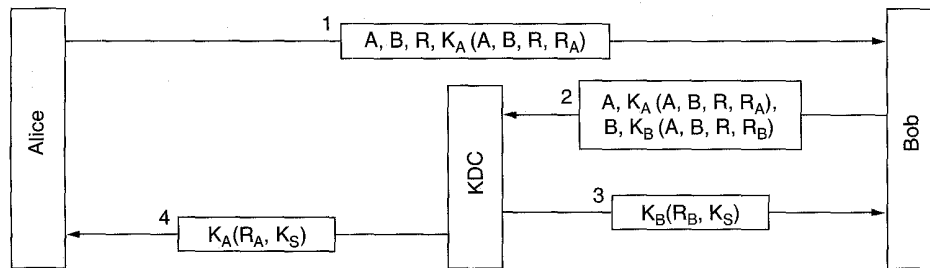 1
A, B, R, K_A (A, B, R, R_A)
Alice
KDC
Bob
2
A, K_A (A, B, R, R_A),
B, K_B (A, B, R, R_B)
3
K_B(R_B, K_S)
4
K_A(R_A, K_S)